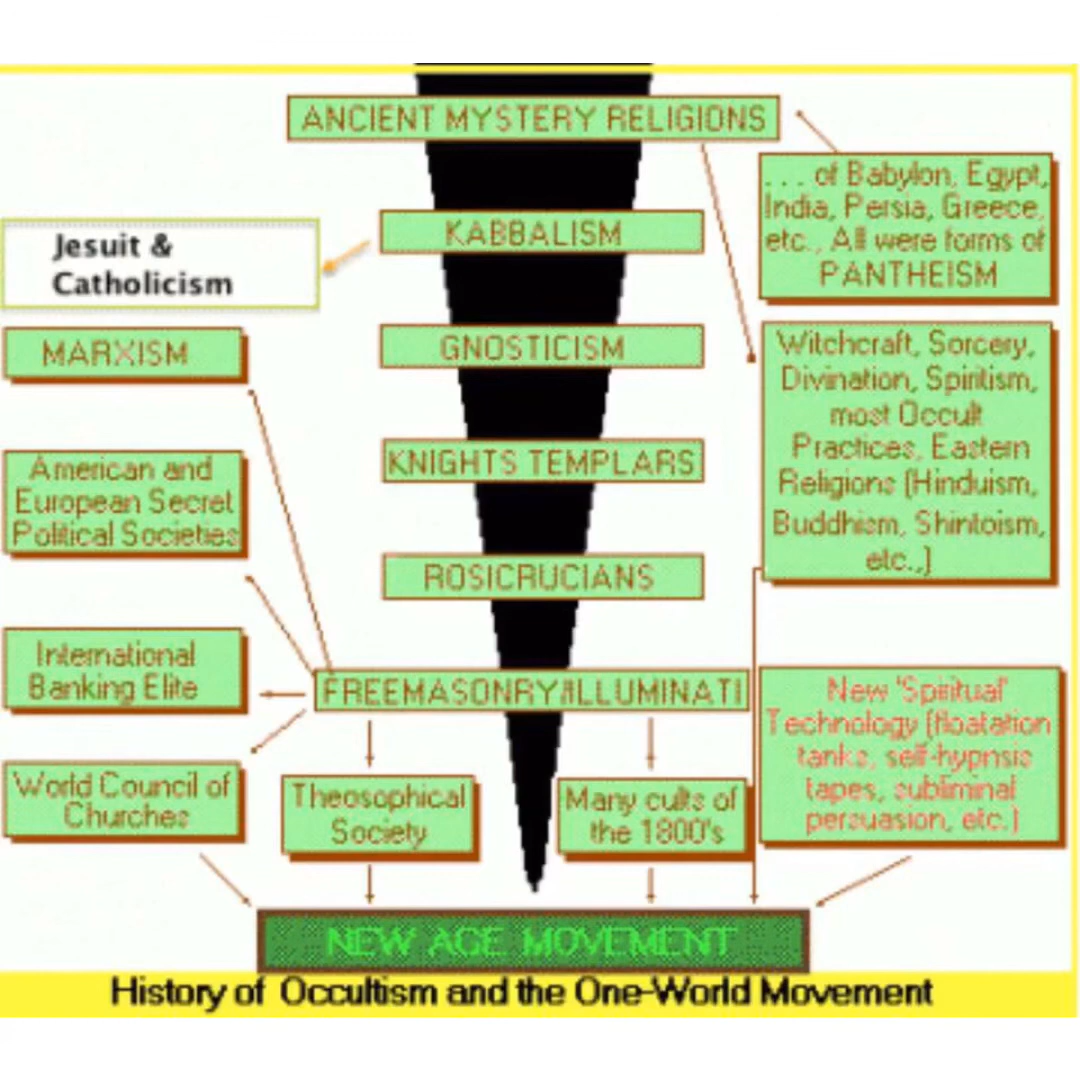 ANCIENT MYSTERY RELIGIONS
. . . of Babylon, Egypt,
India, Persia, Greece,
etc., All were forms of
PANTHEISM
KABBALISM
Jesuit &
Catholicism
GNOSTICISM
MARXISM
Witchcraft, Sorcery,
Divination, Spiritism,
most Occult
Practices, Eastern
Religions (Hinduism,
Buddhism, Shintoism,
etc.,)
KNIGHTS TEMPLARS
American and
European Secret
Political Societies
ROSICRUCIANS
International
Banking Elite
FREEMASONRY/ILLUMINATI
New 'Spiritual'
Technology (floatation
tanks, self-hypnsis
tapes, subliminal
persuasion, etc.)
World Council of
Churches
Theosophical
Society
Many cults of
the 1800's
NEW AGE MOVEMENT
History of Occultism and the One-World Movement